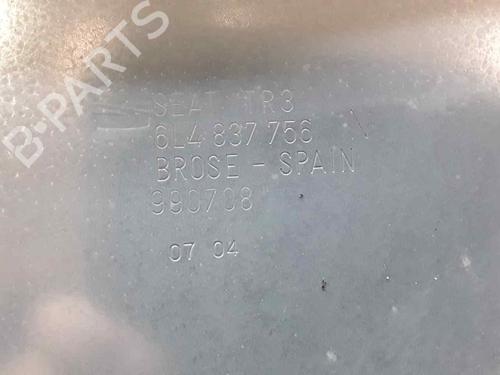 B-PARTS
SEAT TR3
6L4 837 756
BROSE - SPAIN
990708
07 04